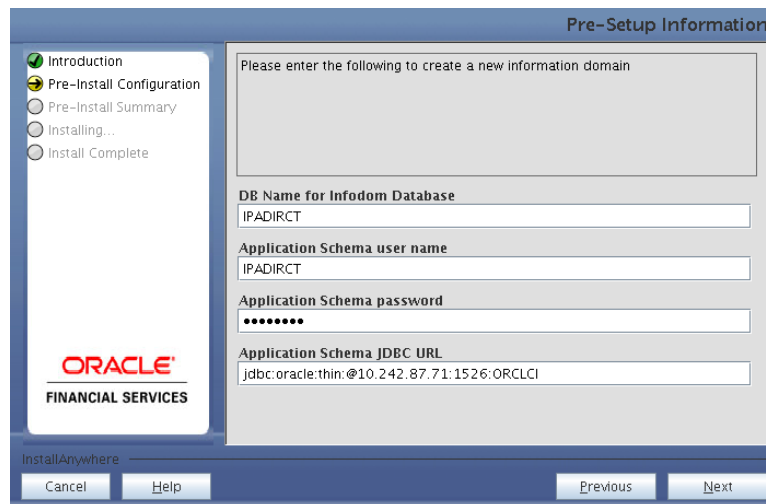 Pre-Setup Information
Introduction
Pre-Install Configuration
Pre-Install Summary
Installing...
Install Complete
ORACLE
FINANCIAL SERVICES
Please enter the following to create a new information domain
DB Name for Infodom Database
IPADIRCT
Application Schema user name
IPADIRCT
Application Schema password
••••••••
Application Schema JDBC URL
jdbc:oracle:thin:@10.242.87.71:1526:ORCLCI
InstallAnywhere
Cancel
Help
Previous
Next